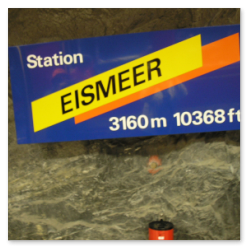 Station
EISMEER
3160 m 10368 ft